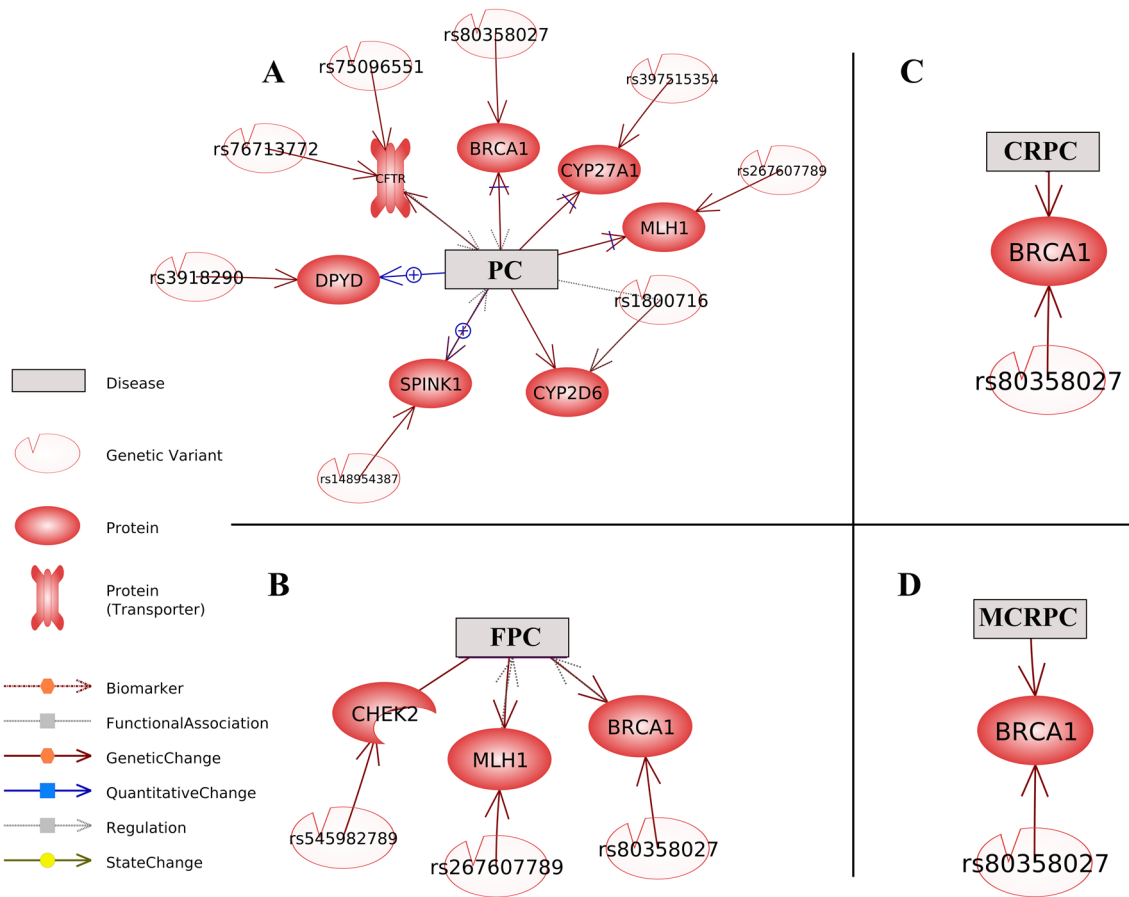 A
rs80358027
rs75096551
rs397515354
rs76713772
BRCA1
CYP27A1
rs267607789
CFTR
MLH1
PC
rs3918290
DPYD
rs1800716
SPINK1
CYP2D6
rs148954387
C
CRPC
BRCA1
rs80358027
Disease
Genetic Variant
Protein
Protein
(Transporter)
Biomarker
FunctionalAssociation
GeneticChange
QuantitativeChange
Regulation
StateChange
B
FPC
CHEK2
MLH1
BRCA1
rs545982789
rs267607789
rs80358027
D
MCRPC
BRCA1
rs80358027